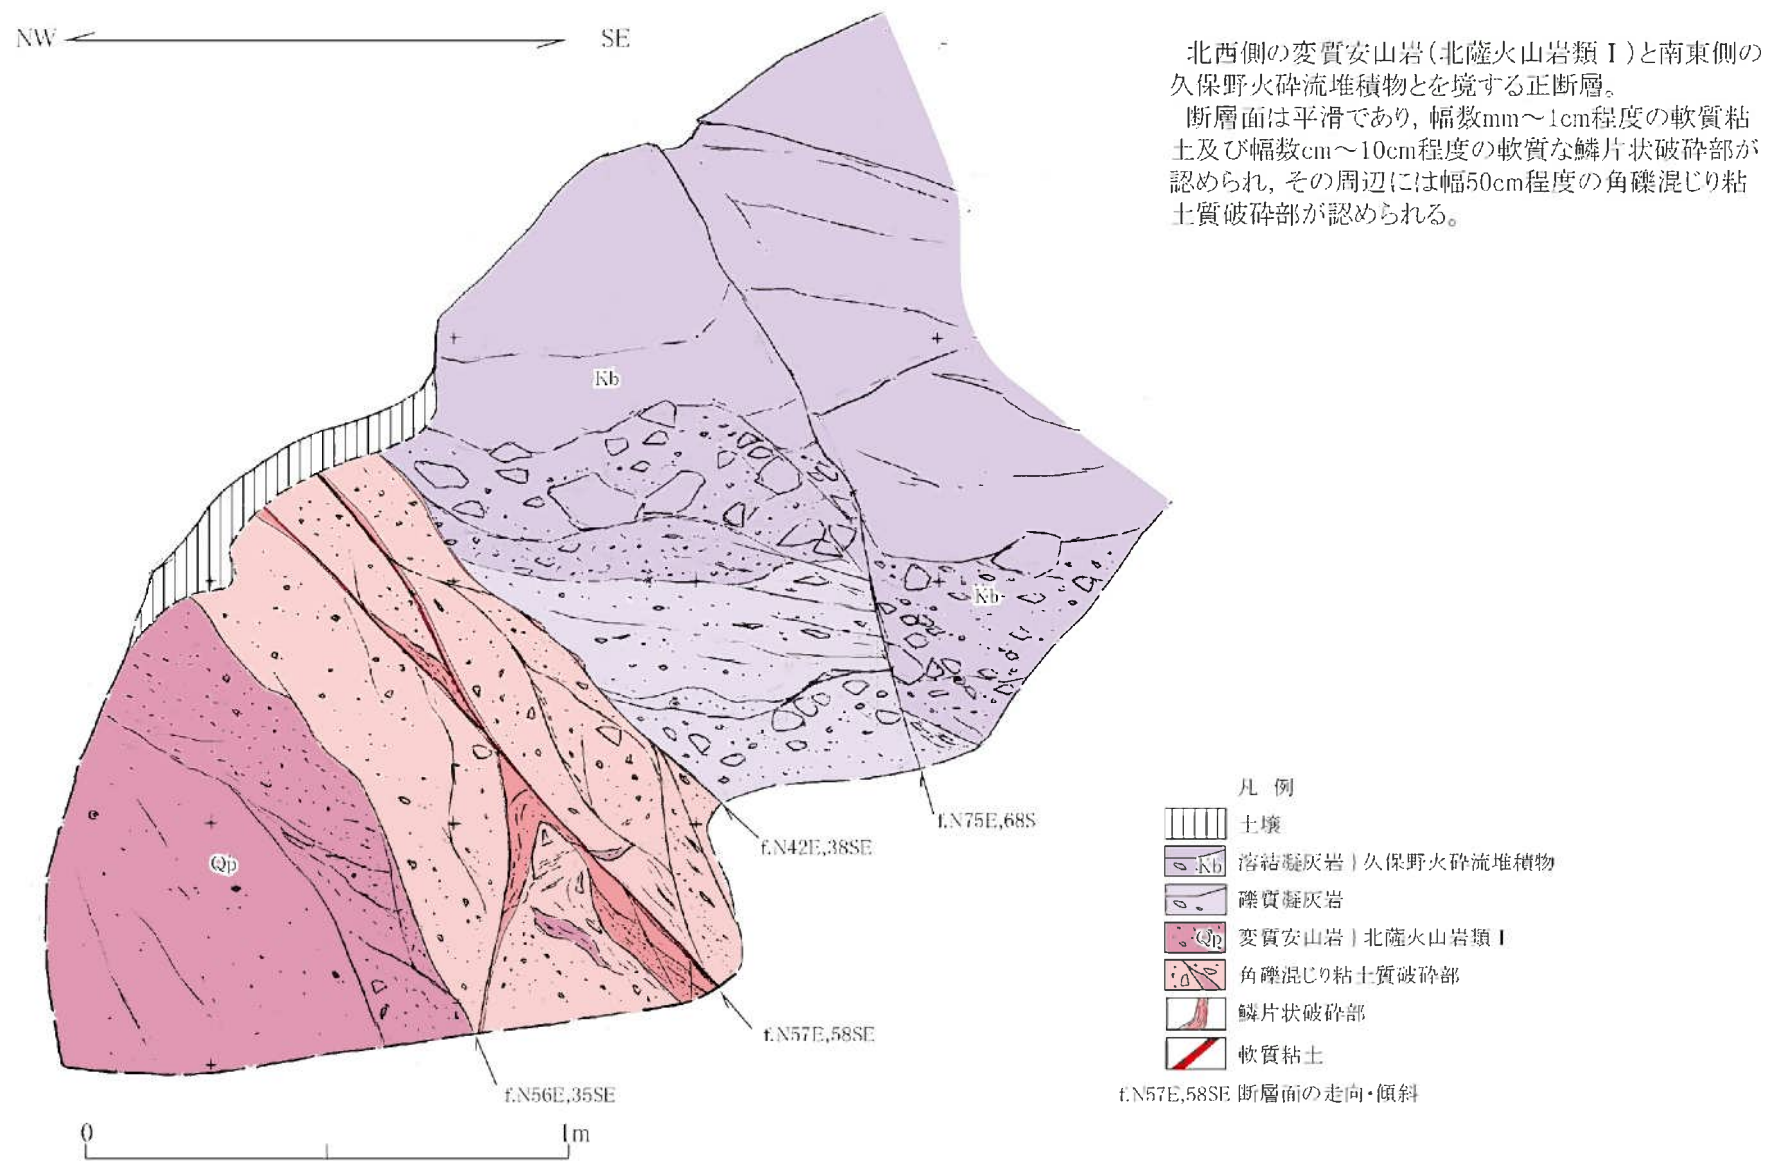 NW SE
北西側の変質安山岩(北薩火山岩類Ⅰ)と南東側の
久保野火砕流堆積物とを境する正断層。
断層面は平滑であり, 幅数mm～1cm程度の軟質粘
土及び幅数cm～10cm程度の軟質な鱗片状破砕部が
認められ, その周辺には幅50cm程度の角礫混じり粘
土質破砕部が認められる。
Kb
Kb
Qp
f.N75E,68S
f.N42E,38SE
f.N57E,58SE
f.N56E,35SE
0 1m
凡 例
土壌
Kb 溶結凝灰岩 } 久保野火砕流堆積物
礫質凝灰岩
Qp 変質安山岩 } 北薩火山岩類Ⅰ
角礫混じり粘土質破砕部
鱗片状破砕部
軟質粘土
f.N57E,58SE 断層面の走向・傾斜